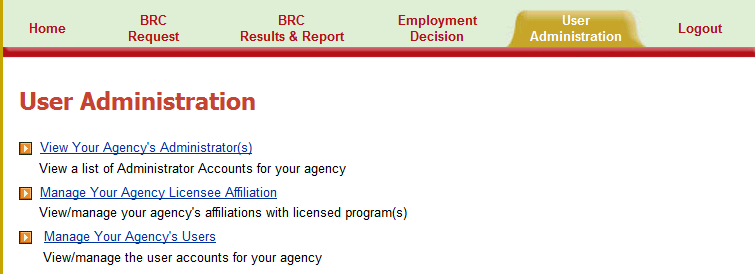 Home
BRC Request
BRC Results & Report
Employment Decision
User Administration
Logout
User Administration
View Your Agency's Administrator(s)
View a list of Administrator Accounts for your agency
Manage Your Agency Licensee Affiliation
View/manage your agency's affiliations with licensed program(s)
Manage Your Agency's Users
View/manage the user accounts for your agency